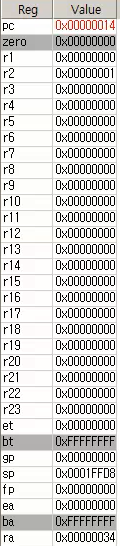 Reg Value
pc 0x00000014
zero 0x00000000
r1 0x00000000
r2 0x00000001
r3 0x00000000
r4 0x00000000
r5 0x00000000
r6 0x00000000
r7 0x00000000
r8 0x00000000
r9 0x00000000
r10 0x00000000
r11 0x00000000
r12 0x00000000
r13 0x00000000
r14 0x00000000
r15 0x00000000
r16 0x00000000
r17 0x00000000
r18 0x00000000
r19 0x00000000
r20 0x00000000
r21 0x00000000
r22 0x00000000
r23 0x00000000
et 0x00000000
bt 0xFFFFFFFF
gp 0x00000000
sp 0x0001FFD8
fp 0x00000000
ea 0x00000000
ba 0xFFFFFFFF
ra 0x00000034